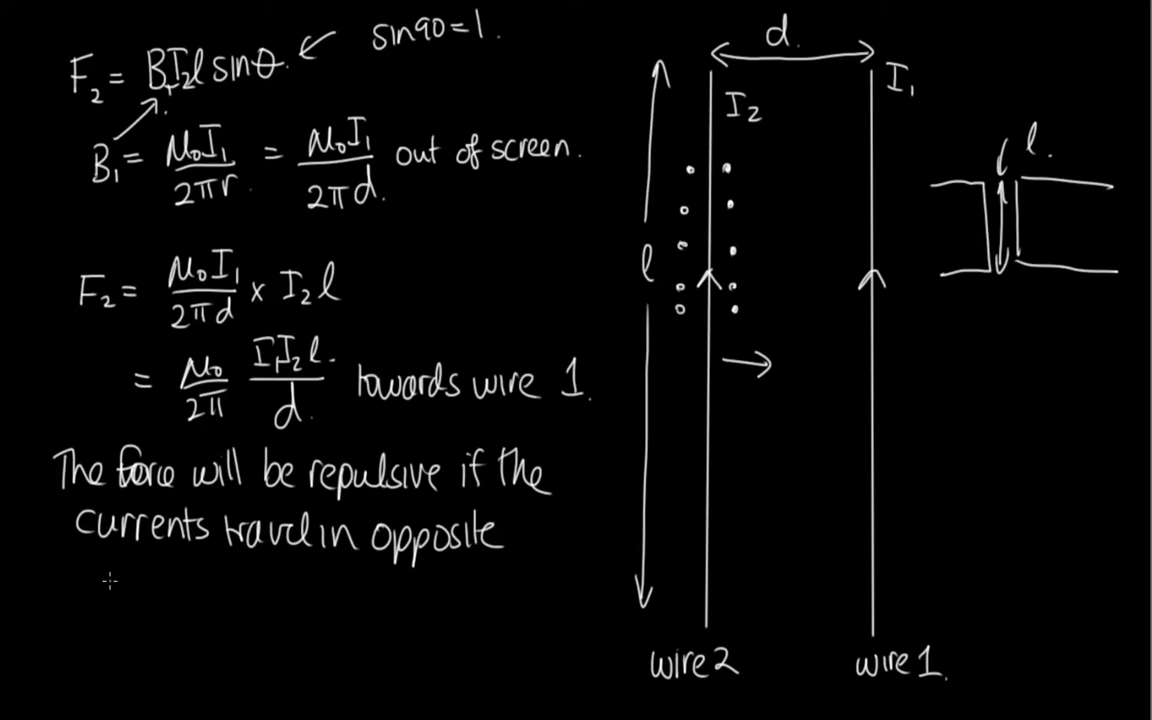 F₂ = B₁I₂l sinθ. sin90 = 1.
B₁ = μ₀I₁/2πr. = μ₀I₁/2πd. out of screen.
F₂ = μ₀I₁/2πd × I₂l
= μ₀/2π I₁I₂l./d. towards wire 1.
The force will be repulsive if the
currents travel in opposite
d.
I₁
I₂
l
l.
wire 2
wire 1.